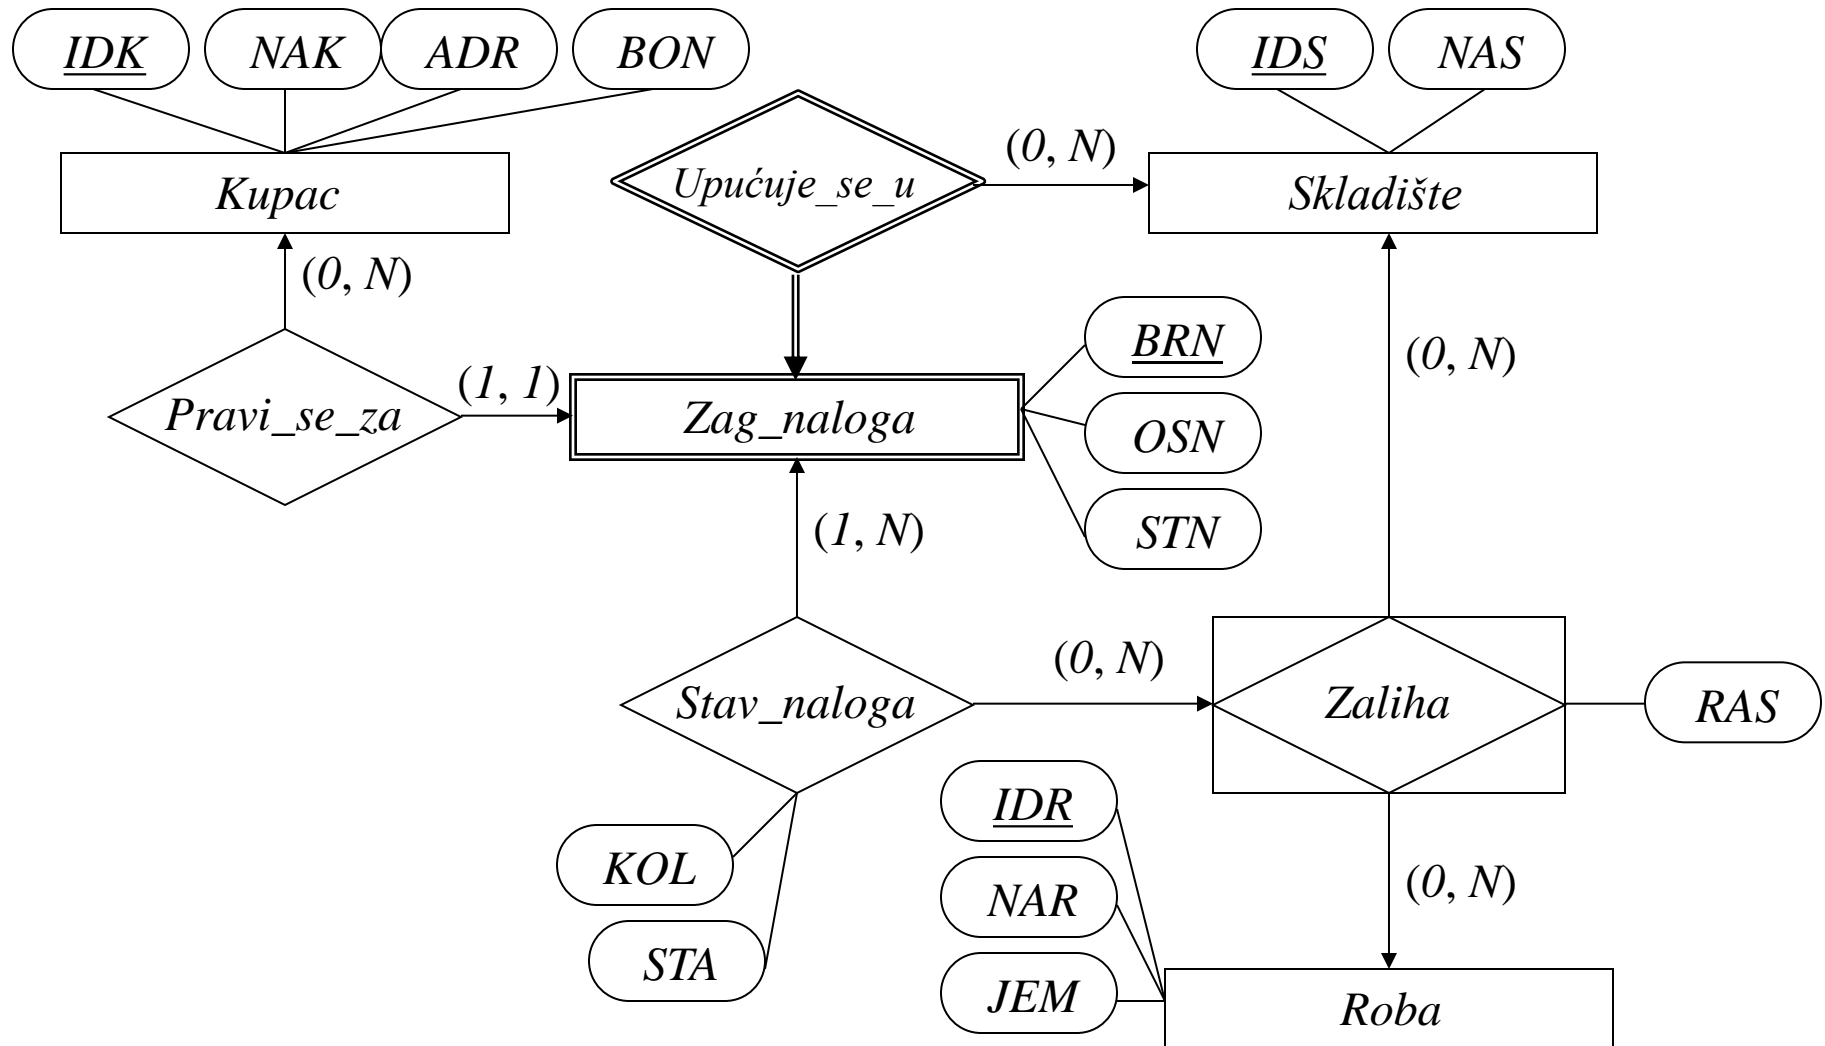 IDK NAK ADR BON IDS NAS
(0, N)
Upućuje_se_u
Kupac Skladište
(0, N)
BRN
(0, N)
(1, 1)
Pravi_se_za Zag_naloga
OSN
(1, N) STN
(0, N)
Stav_naloga Zaliha RAS
IDR
KOL
(0, N)
NAR
STA
JEM Roba